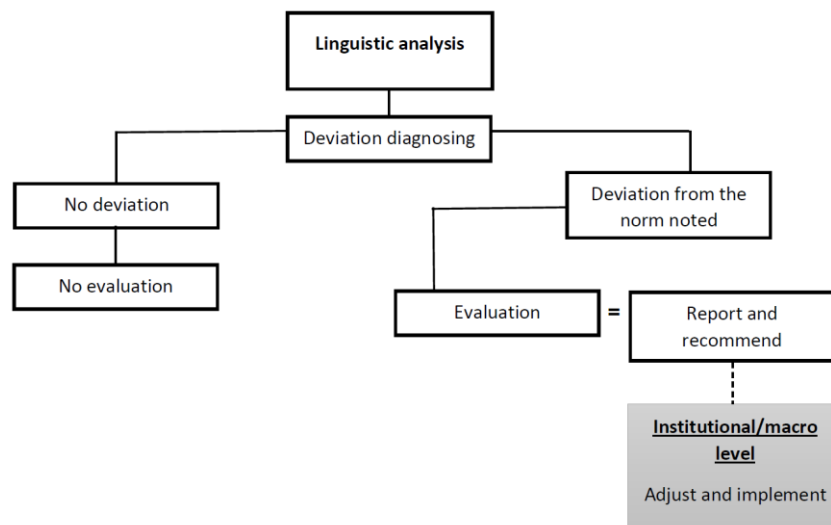 Linguistic analysis
Deviation diagnosing
No deviation
Deviation from the
norm noted
No evaluation
Evaluation
=
Report and
recommend
Institutional/macro
level
Adjust and implement